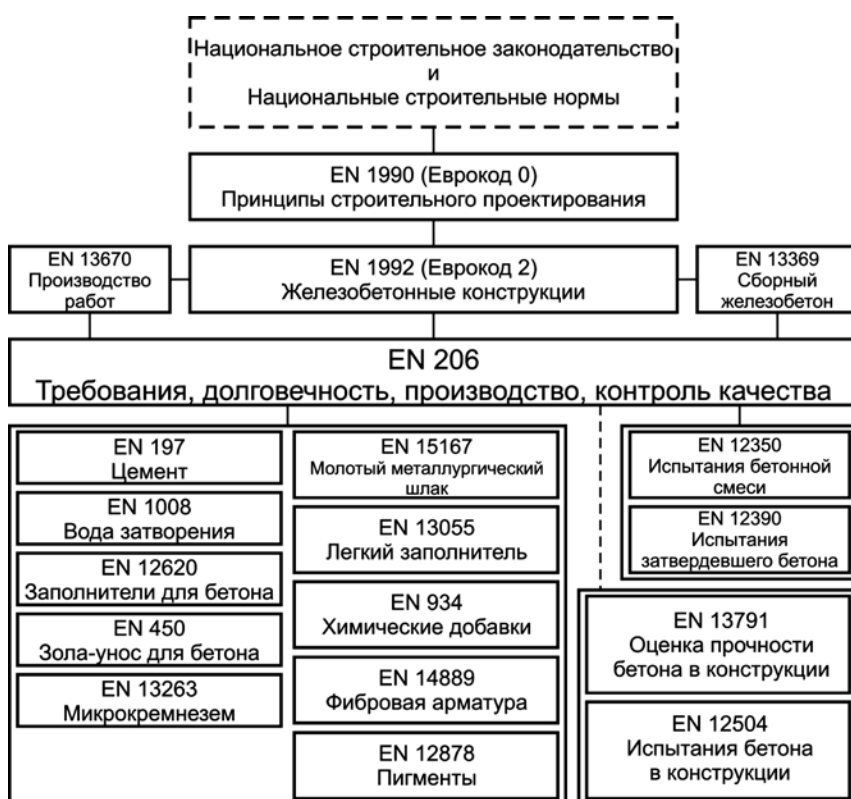 Национальное строительное законодательство
и
Национальные строительные нормы
EN 1990 (Еврокод 0)
Принципы строительного проектирования
EN 13670
Производство
работ
EN 1992 (Еврокод 2)
Железобетонные конструкции
EN 13369
Сборный
железобетон
EN 206
Требования, долговечность, производство, контроль качества
EN 197
Цемент
EN 1008
Вода затворения
EN 12620
Заполнители для бетона
EN 450
Зола-унос для бетона
EN 13263
Микрокремнезем
EN 15167
Молотый металлургический
шлак
EN 13055
Легкий заполнитель
EN 934
Химические добавки
EN 14889
Фибровая арматура
EN 12878
Пигменты
EN 12350
Испытания бетонной
смеси
EN 12390
Испытания
затвердевшего бетона
EN 13791
Оценка прочности
бетона в конструкции
EN 12504
Испытания бетона
в конструкции